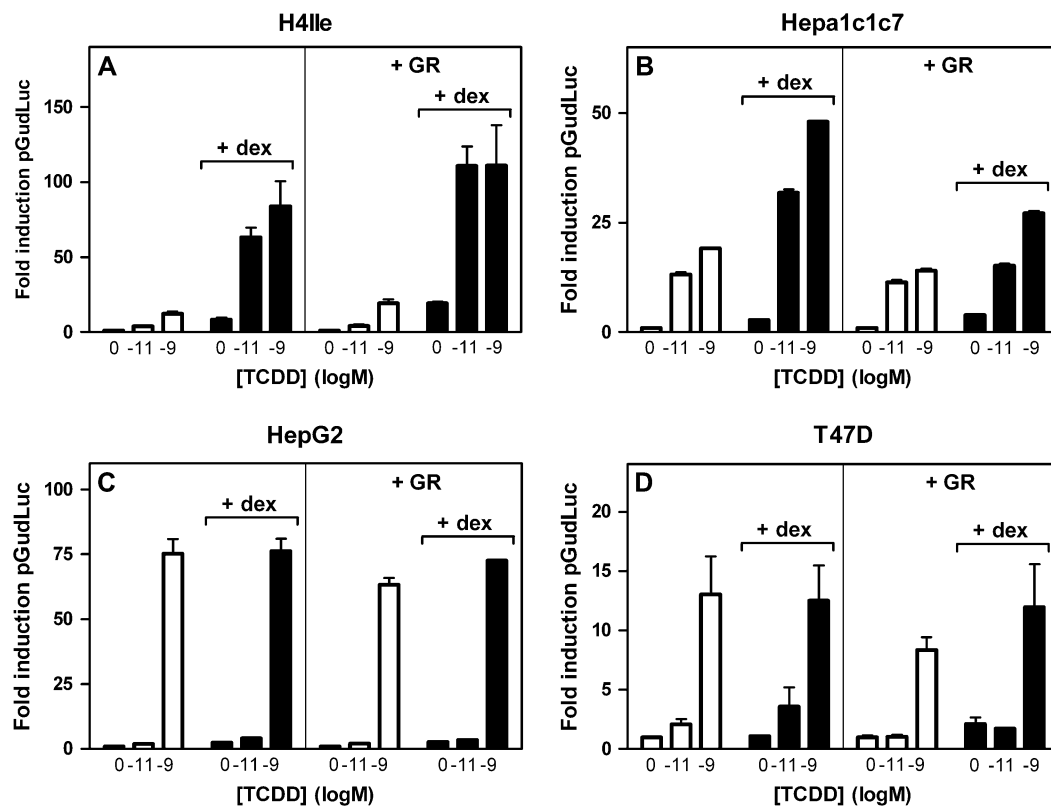 H4IIe
A
+ GR
+ dex
+ dex
Fold induction pGudLuc
150
100
50
0
0 -11 -9 0 -11 -9 0 -11 -9 0 -11 -9
[TCDD] (logM)
Hepa1c1c7
B
+ GR
+ dex
+ dex
Fold induction pGudLuc
50
25
0
0 -11 -9 0 -11 -9 0 -11 -9 0 -11 -9
[TCDD] (logM)
HepG2
C
+ GR
+ dex
+ dex
Fold induction pGudLuc
100
75
50
25
0
0 -11 -9 0 -11 -9 0 -11 -9 0 -11 -9
[TCDD] (logM)
T47D
D
+ GR
+ dex
+ dex
Fold induction pGudLuc
20
15
10
5
0
0 -11 -9 0 -11 -9 0 -11 -9 0 -11 -9
[TCDD] (logM)